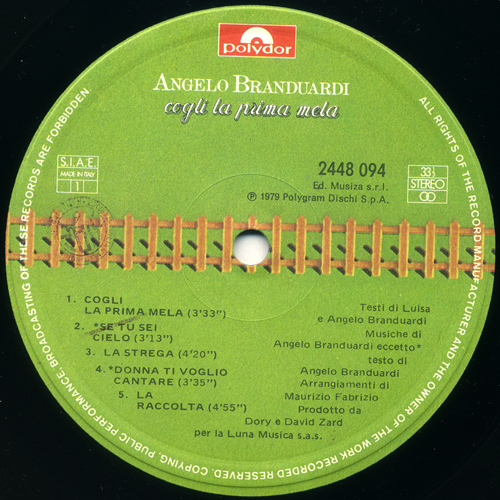 polydor
ANGELO BRANDUARDI
cogli la prima mela
S.I.A.E.
MADE IN ITALY
1
2448 094
Ed. Musiza s.r.l.
℗ 1979 Polygram Dischi S.p.A.
33⅓
STEREO
1. COGLI
LA PRIMA MELA (3'33")
2. *SE TU SEI
CIELO (3'13")
3. LA STREGA (4'20")
4. *DONNA TI VOGLIO
CANTARE (3'35")
5. LA
RACCOLTA (4'55")
Testi di Luisa
e Angelo Branduardi
Musiche di
Angelo Branduardi eccetto*
testo di
Angelo Branduardi
Arrangiamenti di
Maurizio Fabrizio
Prodotto da
Dory e David Zard
per la Luna Musica s.a.s.
ALL RIGHTS OF THE RECORD MANUFACTURER AND THE OWNER OF THE WORK RECORDED RESERVED. COPYING, PUBLIC PERFORMANCE, BROADCASTING OF THESE RECORDS ARE FORBIDDEN